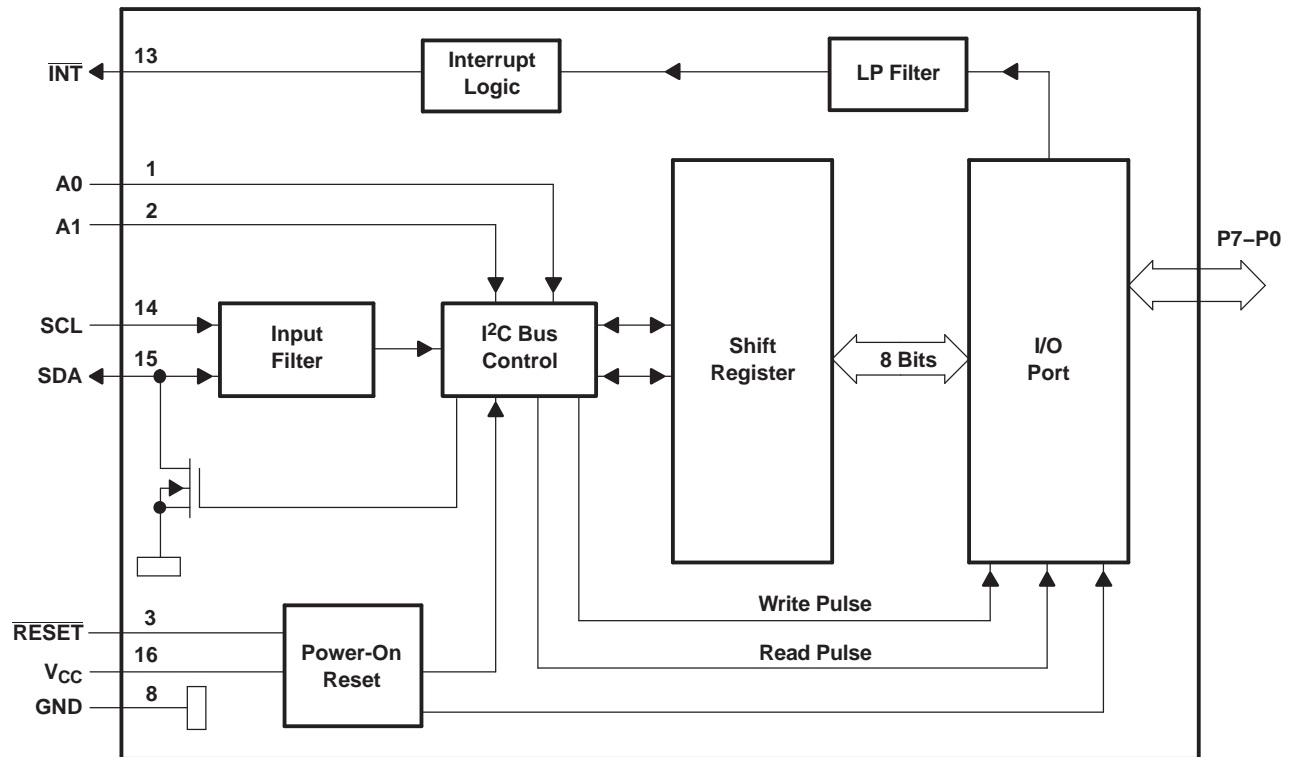 INT
13
Interrupt
Logic
LP Filter
A0
1
A1
2
P7–P0
SCL
14
SDA
15
Input
Filter
I2C Bus
Control
Shift
Register
8 Bits
I/O
Port
Write Pulse
Read Pulse
RESET
3
VCC
16
GND
8
Power-On
Reset